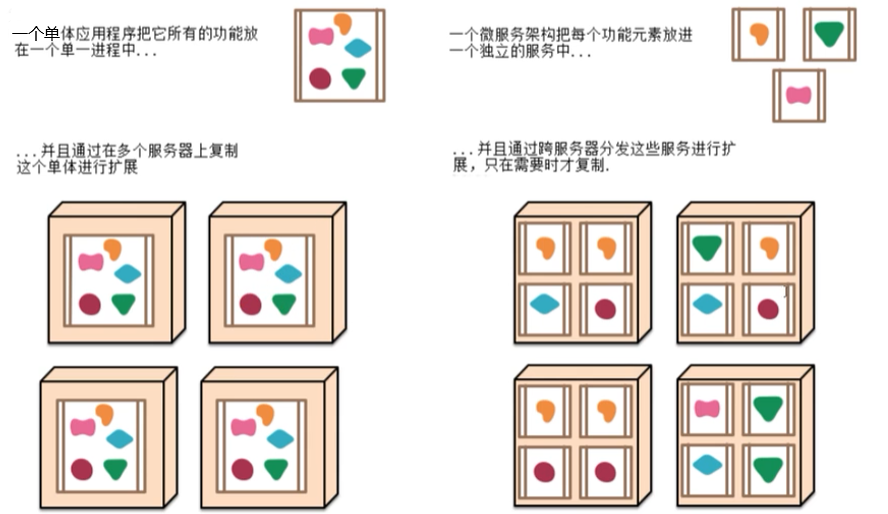 一个单体应用程序把它所有的功能放
在一个单一进程中...
一个微服务架构把每个功能元素放进
一个独立的服务中...
...并且通过在多个服务器上复制
这个单体进行扩展
...并且通过跨服务器分发这些服务进行扩
展，只在需要时才复制.